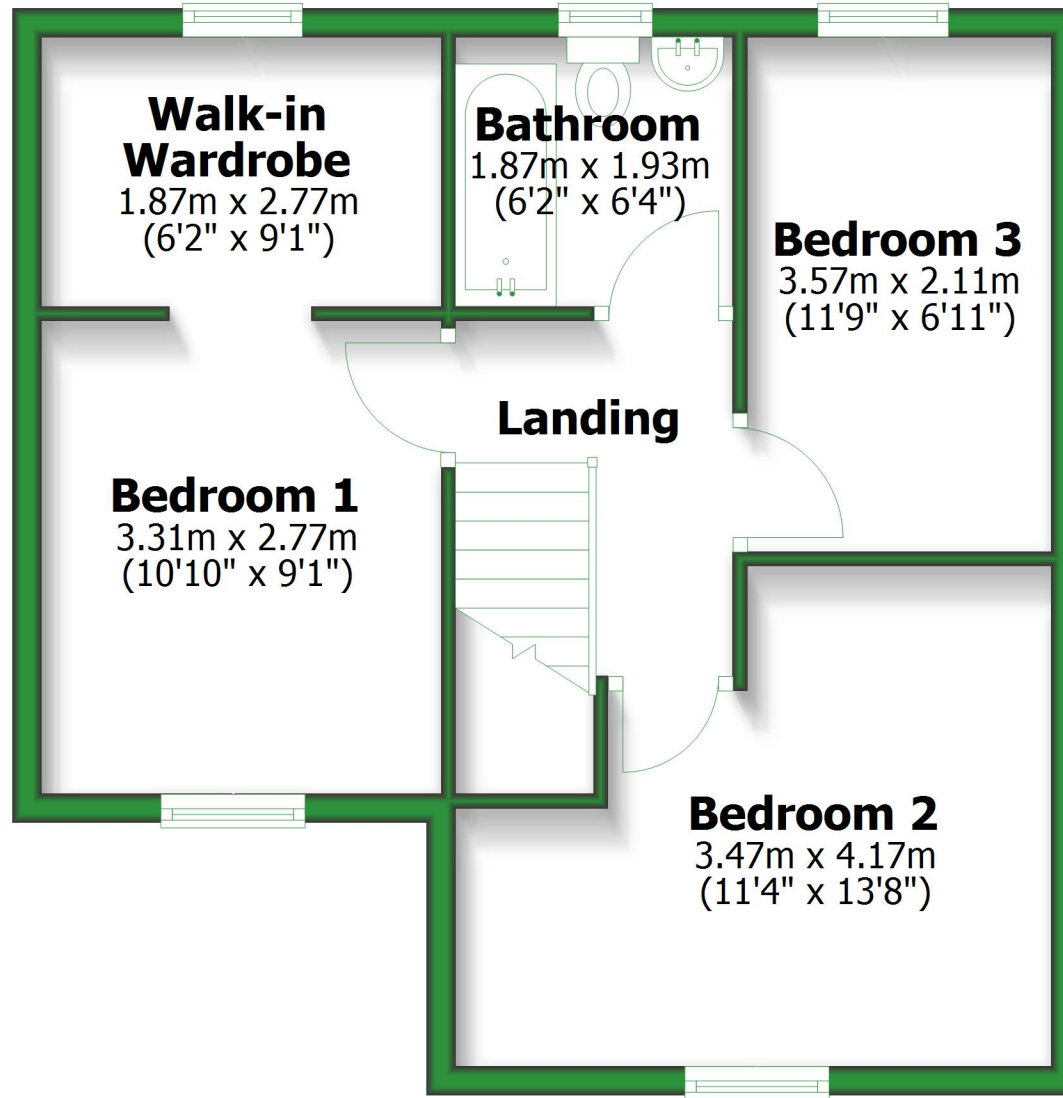 Walk-in
Wardrobe
1.87m x 2.77m
(6'2" x 9'1")
Bathroom
1.87m x 1.93m
(6'2" x 6'4")
Bedroom 3
3.57m x 2.11m
(11'9" x 6'11")
Landing
Bedroom 1
3.31m x 2.77m
(10'10" x 9'1")
Bedroom 2
3.47m x 4.17m
(11'4" x 13'8")